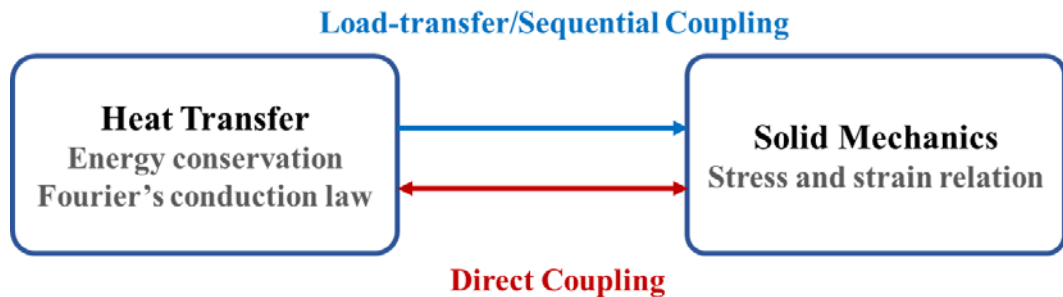 Load-transfer/Sequential Coupling
Heat Transfer
Energy conservation
Fourier's conduction law
Solid Mechanics
Stress and strain relation
Direct Coupling